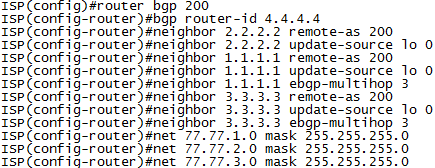 ISP(config)#router bgp 200
ISP(config-router)#bgp router-id 4.4.4.4
ISP(config-router)#neighbor 2.2.2.2 remote-as 200
ISP(config-router)#neighbor 2.2.2.2 update-source lo 0
ISP(config-router)#neighbor 1.1.1.1 remote-as 200
ISP(config-router)#neighbor 1.1.1.1 update-source lo 0
ISP(config-router)#neighbor 1.1.1.1 ebgp-multihop 3
ISP(config-router)#neighbor 3.3.3.3 remote-as 200
ISP(config-router)#neighbor 3.3.3.3 update-source lo 0
ISP(config-router)#neighbor 3.3.3.3 ebgp-multihop 3
ISP(config-router)#net 77.77.1.0 mask 255.255.255.0
ISP(config-router)#net 77.77.2.0 mask 255.255.255.0
ISP(config-router)#net 77.77.3.0 mask 255.255.255.0